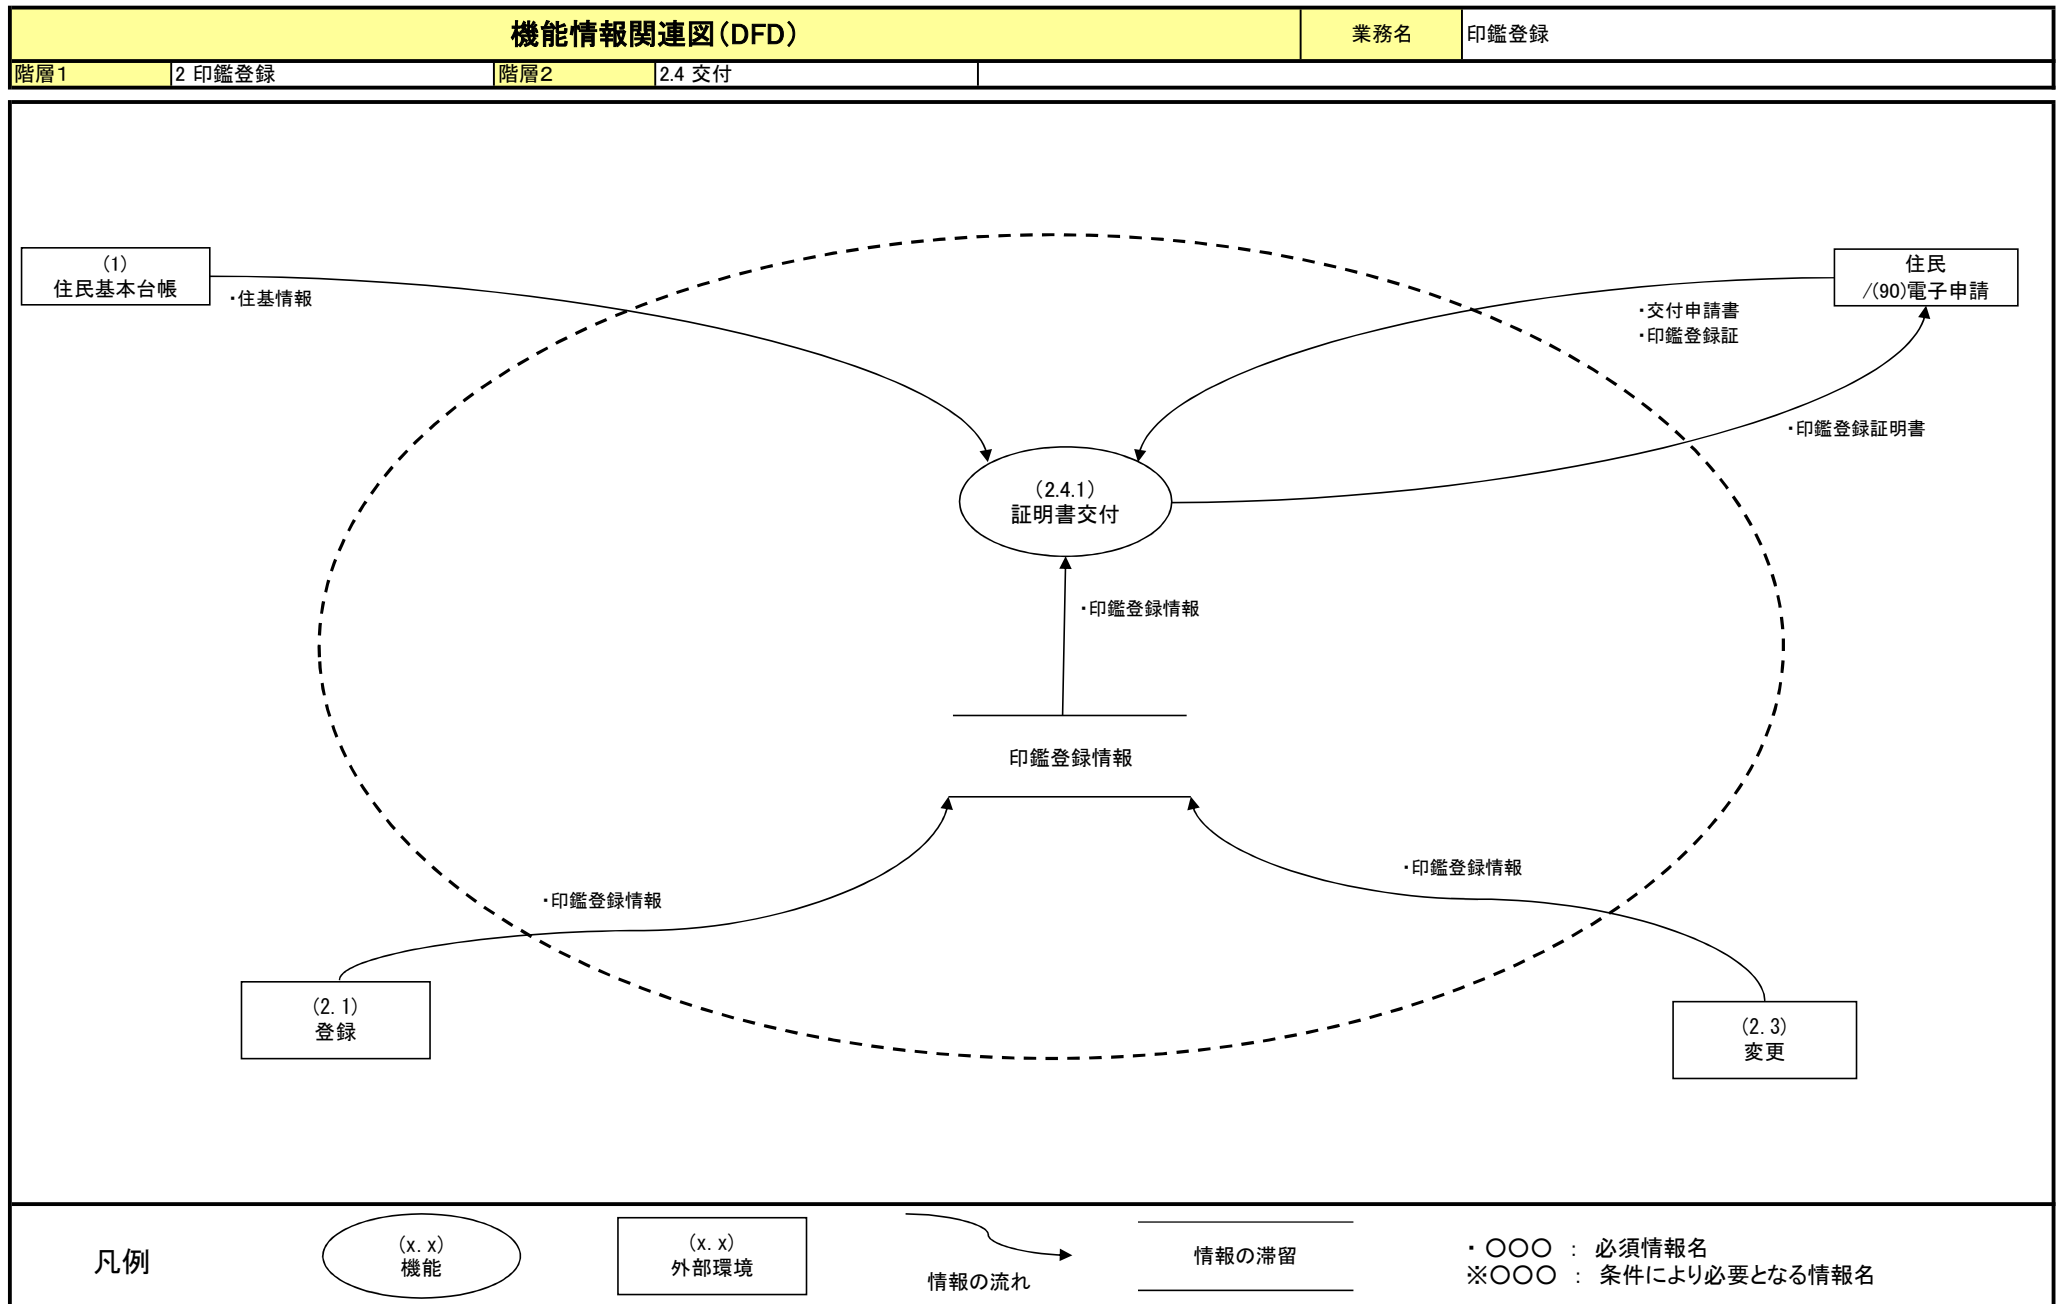 機能情報関連図(DFD)
業務名
印鑑登録
階層1
2 印鑑登録
階層2
2.4 交付
(1)
住民基本台帳
・住基情報
住民
/(90)電子申請
・交付申請書
・印鑑登録証
・印鑑登録証明書
(2.4.1)
証明書交付
・印鑑登録情報
印鑑登録情報
・印鑑登録情報
・印鑑登録情報
(2.1)
登録
(2.3)
変更
凡例
(x.x)
機能
(x.x)
外部環境
情報の流れ
情報の滞留
・ 〇〇〇 : 必須情報名
※〇〇〇 : 条件により必要となる情報名